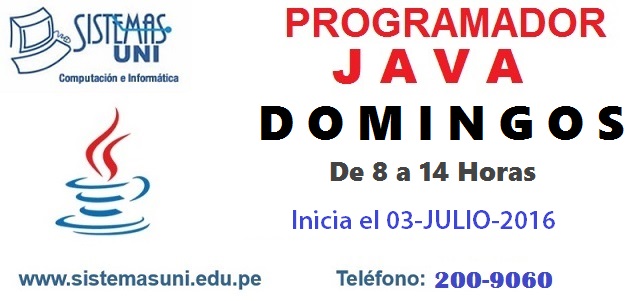 SISTEMAS
UNI
Computación e Informática
PROGRAMADOR
JAVA
DOMINGOS
De 8 a 14 Horas
Inicia el 03-JULIO-2016
www.sistemasuni.edu.pe
Teléfono: 200-9060